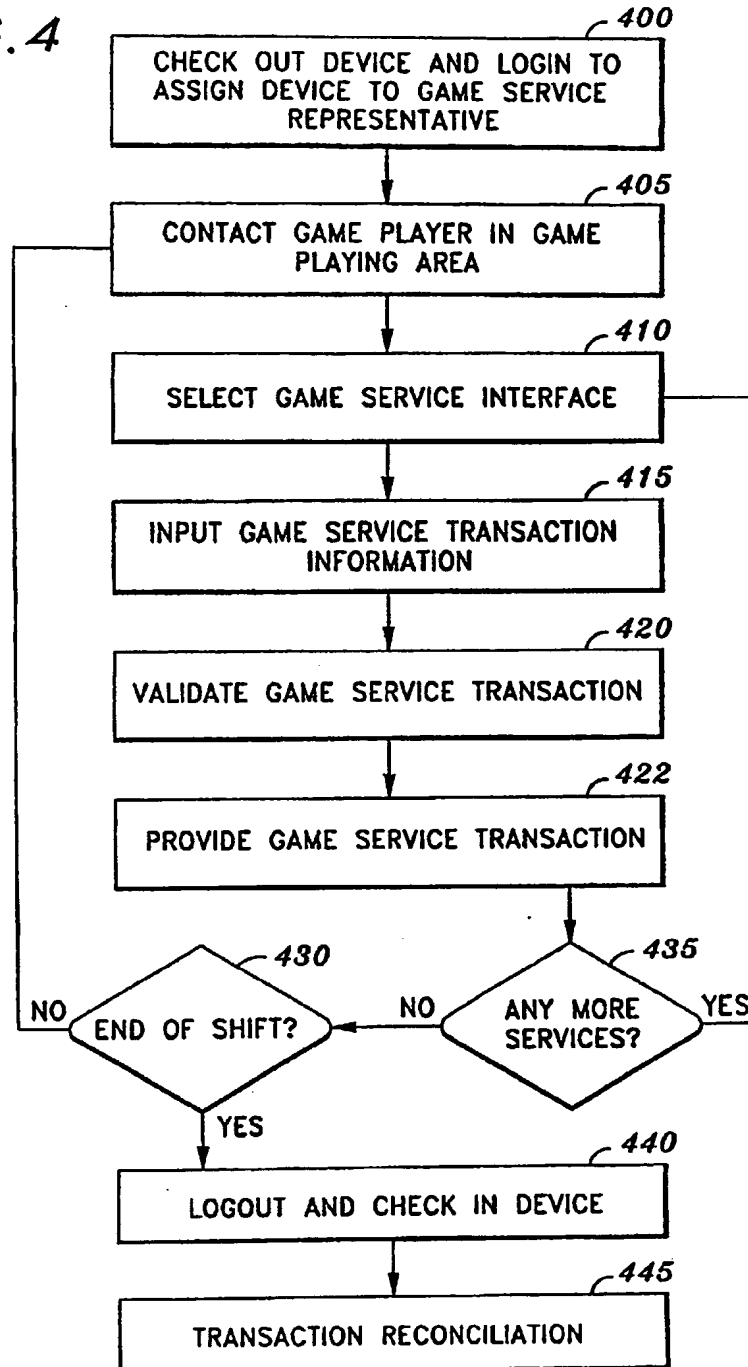 .4
400
CHECK OUT DEVICE AND LOGIN TO
ASSIGN DEVICE TO GAME SERVICE
REPRESENTATIVE
405
CONTACT GAME PLAYER IN GAME
PLAYING AREA
410
SELECT GAME SERVICE INTERFACE
415
INPUT GAME SERVICE TRANSACTION
INFORMATION
420
VALIDATE GAME SERVICE TRANSACTION
422
PROVIDE GAME SERVICE TRANSACTION
435
ANY MORE
SERVICES?
YES
NO
430
END OF SHIFT?
NO
YES
440
LOGOUT AND CHECK IN DEVICE
445
TRANSACTION RECONCILIATION